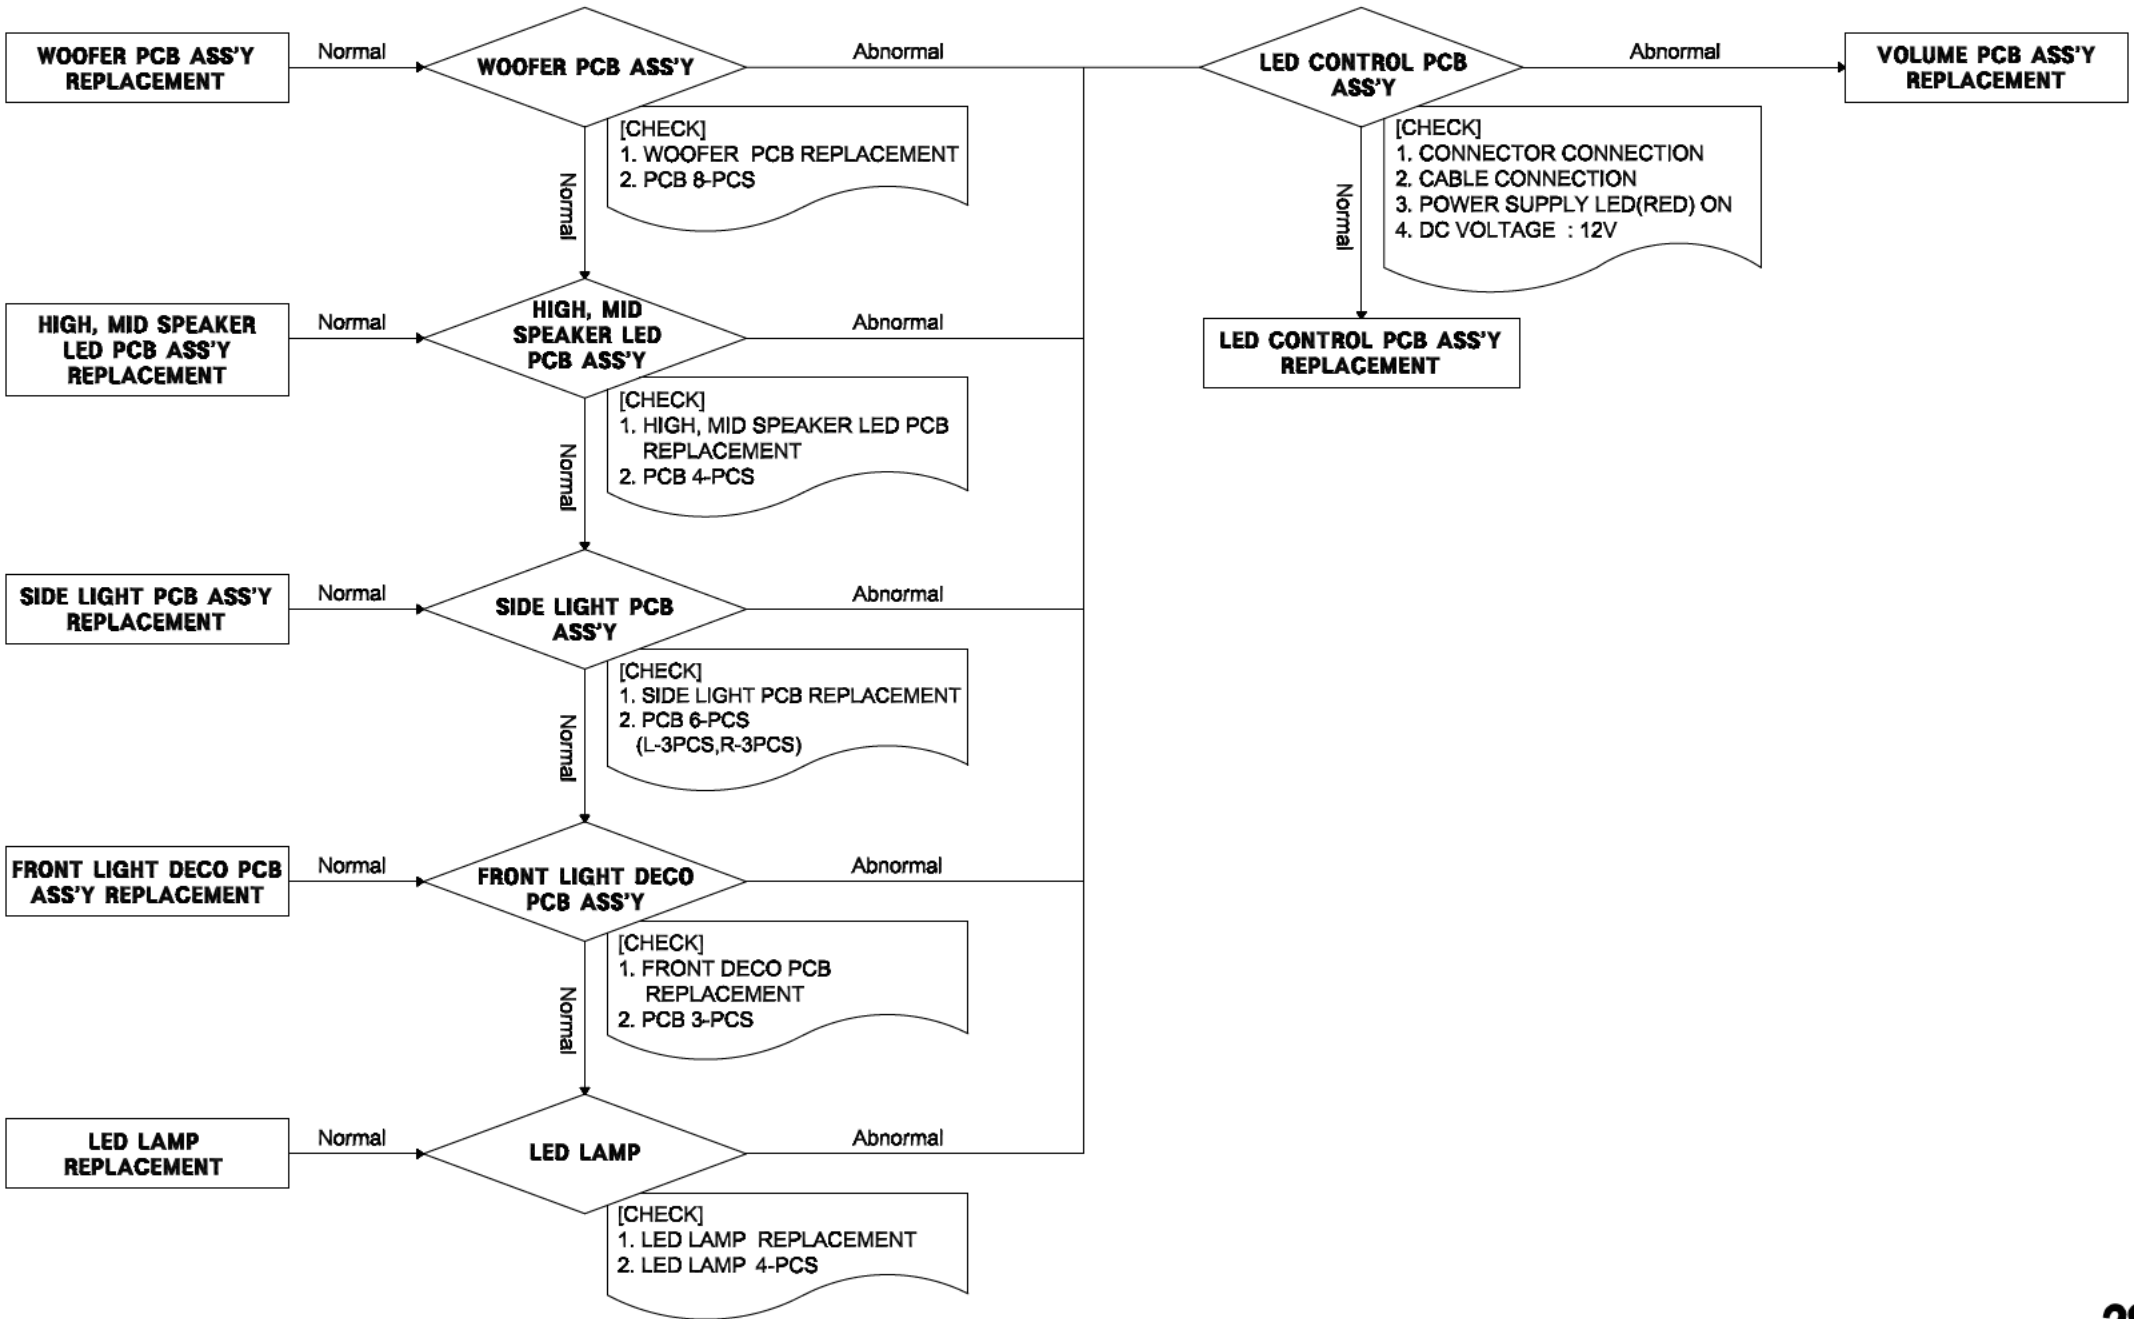 WOOFER PCB ASS'Y
REPLACEMENT
Normal
WOOFER PCB ASS'Y
Abnormal
LED CONTROL PCB
ASS'Y
Abnormal
VOLUME PCB ASS'Y
REPLACEMENT
[CHECK]
1. WOOFER PCB REPLACEMENT
2. PCB 8-PCS
Normal
[CHECK]
1. CONNECTOR CONNECTION
2. CABLE CONNECTION
3. POWER SUPPLY LED(RED) ON
4. DC VOLTAGE : 12V
Normal
LED CONTROL PCB ASS'Y
REPLACEMENT
HIGH, MID SPEAKER
LED PCB ASS'Y
REPLACEMENT
Normal
HIGH, MID
SPEAKER LED
PCB ASS'Y
Abnormal
[CHECK]
1. HIGH, MID SPEAKER LED PCB
REPLACEMENT
2. PCB 4-PCS
Normal
SIDE LIGHT PCB ASS'Y
REPLACEMENT
Normal
SIDE LIGHT PCB
ASS'Y
Abnormal
[CHECK]
1. SIDE LIGHT PCB REPLACEMENT
2. PCB 6-PCS
(L-3PCS,R-3PCS)
Normal
FRONT LIGHT DECO PCB
ASS'Y REPLACEMENT
Normal
FRONT LIGHT DECO
PCB ASS'Y
Abnormal
[CHECK]
1. FRONT DECO PCB
REPLACEMENT
2. PCB 3-PCS
Normal
LED LAMP
REPLACEMENT
Normal
LED LAMP
Abnormal
[CHECK]
1. LED LAMP REPLACEMENT
2. LED LAMP 4-PCS